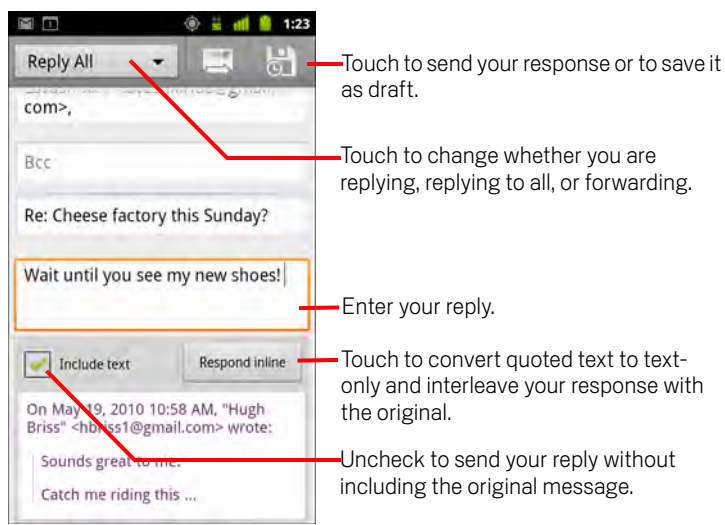 1:23
Reply All
Touch to send your response or to save it
as draft.
com>,
Bcc
Touch to change whether you are
replying, replying to all, or forwarding.
Re: Cheese factory this Sunday?
Wait until you see my new shoes!
Enter your reply.
Include text
Respond inline
Touch to convert quoted text to text-
only and interleave your response with
the original.
On May 19, 2010 10:58 AM, "Hugh
Briss" <hbriss1@gmail.com> wrote:
Sounds great to me.
Catch me riding this ...
Uncheck to send your reply without
including the original message.